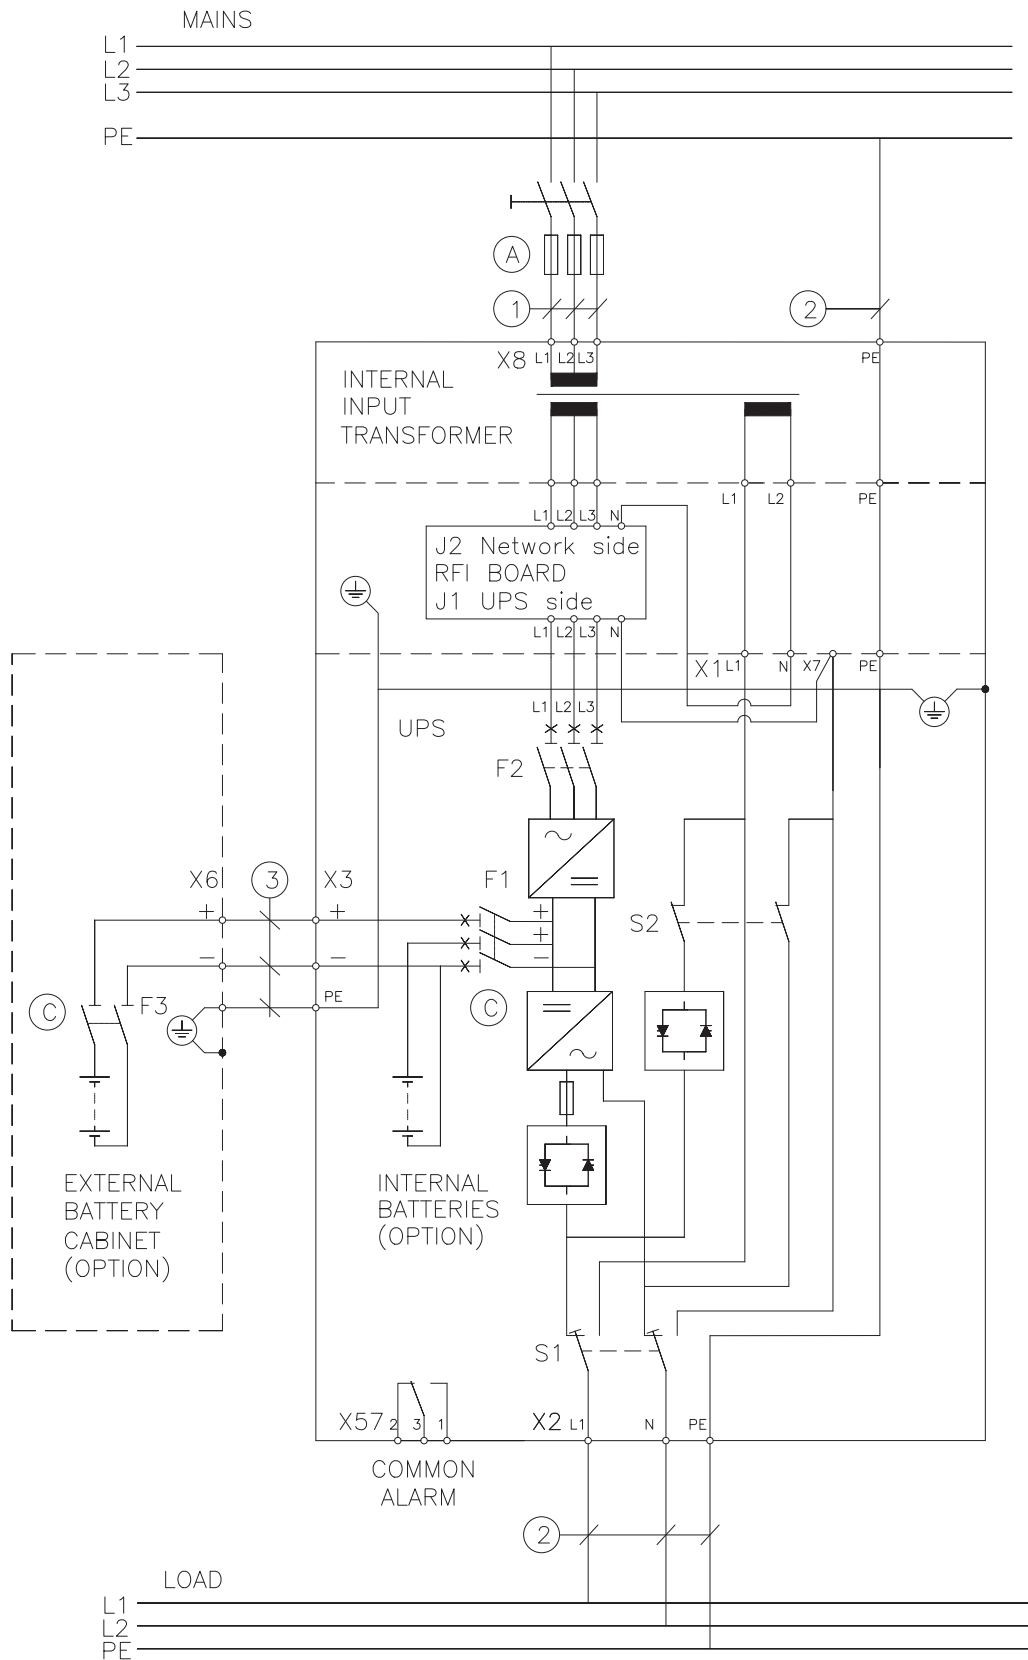 MAINS
L1
L2
L3
PE
A
1
2
X8 L1 L2 L3
PE
INTERNAL
INPUT
TRANSFORMER
L1 L2 PE
L1 L2 L3 N
J2 Network side
RFI BOARD
J1 UPS side
L1 L2 L3 N
X1 L1 N X7 PE
L1 L2 L3
UPS
F2
X6 3 X3 F1
+ + +
+
S2
− − −
PE
C F3 C
EXTERNAL
BATTERY
CABINET
(OPTION)
INTERNAL
BATTERIES
(OPTION)
S1
X57 2 3 1
X2 L1 N PE
COMMON
ALARM
2
LOAD
L1
L2
PE